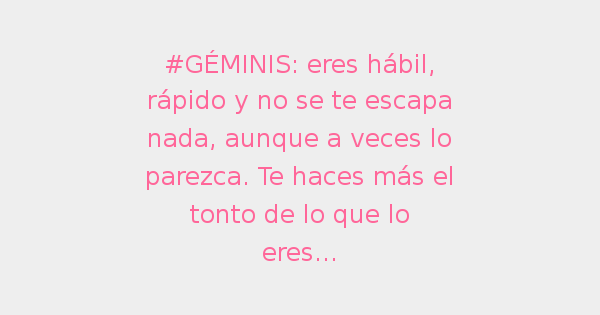 #GÉMINIS: eres hábil,
rápido y no se te escapa
nada, aunque a veces lo
parezca. Te haces más el
tonto de lo que lo
eres...